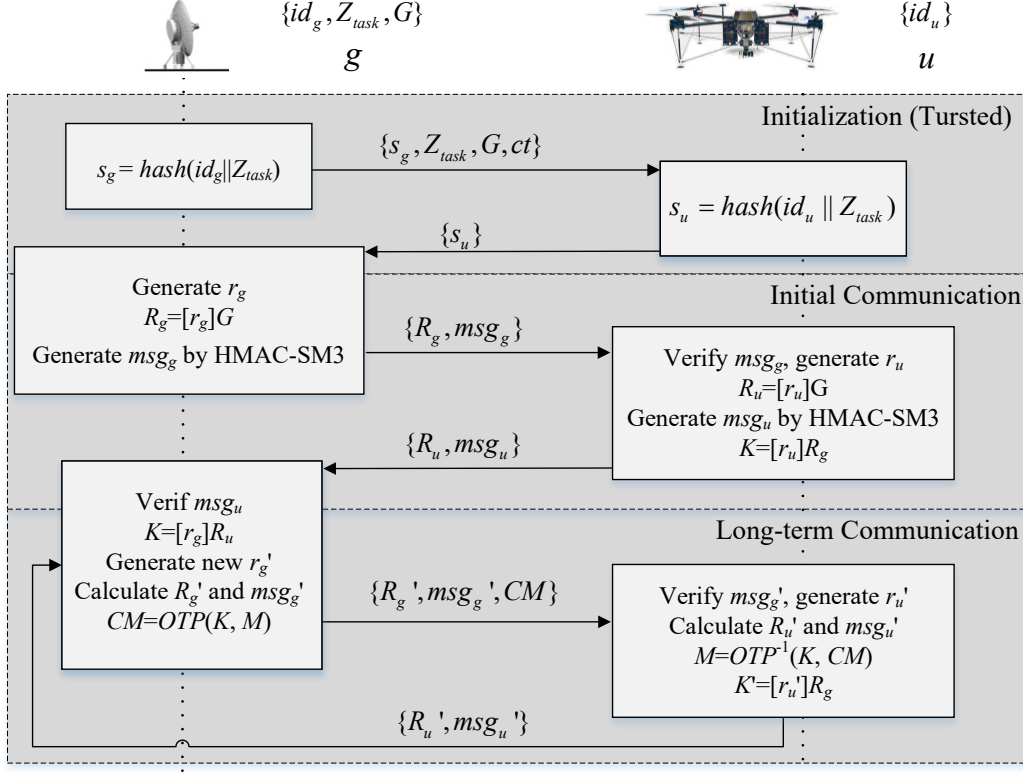 {id_g, Z_task, G}
g
{id_u}
u
Initialization (Tursted)
s_g = hash(id_g||Z_task)
{s_g, Z_task, G, ct}
s_u = hash(id_u || Z_task)
{s_u}
Initial Communication
Generate r_g
R_g=[r_g]G
Generate msg_g by HMAC-SM3
{R_g, msg_g}
Verify msg_g, generate r_u
R_u=[r_u]G
Generate msg_u by HMAC-SM3
K=[r_u]R_g
{R_u, msg_u}
Long-term Communication
Verif msg_u
K=[r_g]R_u
Generate new r_g'
Calculate R_g' and msg_g'
CM=OTP(K, M)
{R_g', msg_g', CM}
Verify msg_g', generate r_u'
Calculate R_u' and msg_u'
M=OTP^-1(K, CM)
K'=[r_u']R_g
{R_u', msg_u'}